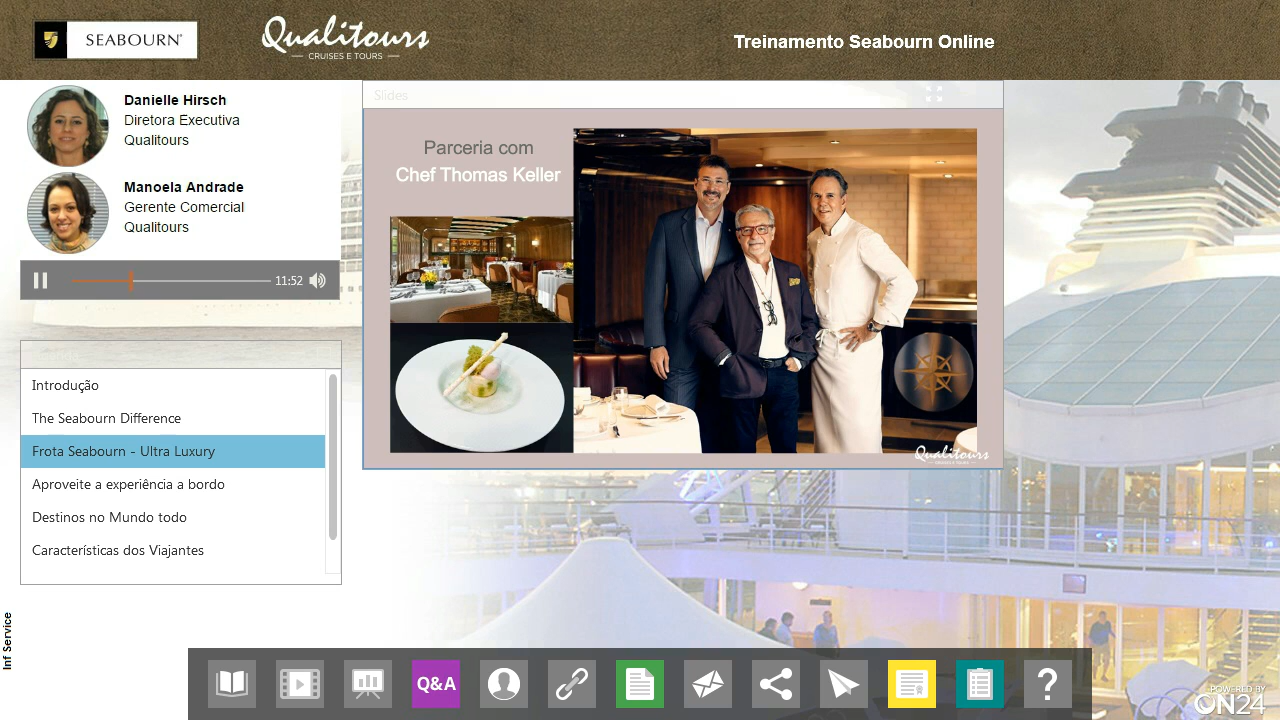 SEABOURN
Qualitours
CRUISES E TOURS
Treinamento Seabourn Online
Danielle Hirsch
Diretora Executiva
Qualitours
Manoela Andrade
Gerente Comercial
Qualitours
11:52
Slides
Parceria com
Chef Thomas Keller
Qualitours
Introdução
The Seabourn Difference
Frota Seabourn - Ultra Luxury
Aproveite a experiência a bordo
Destinos no Mundo todo
Características dos Viajantes
Inf Service
Q&A
?
POWERED BY
ON24